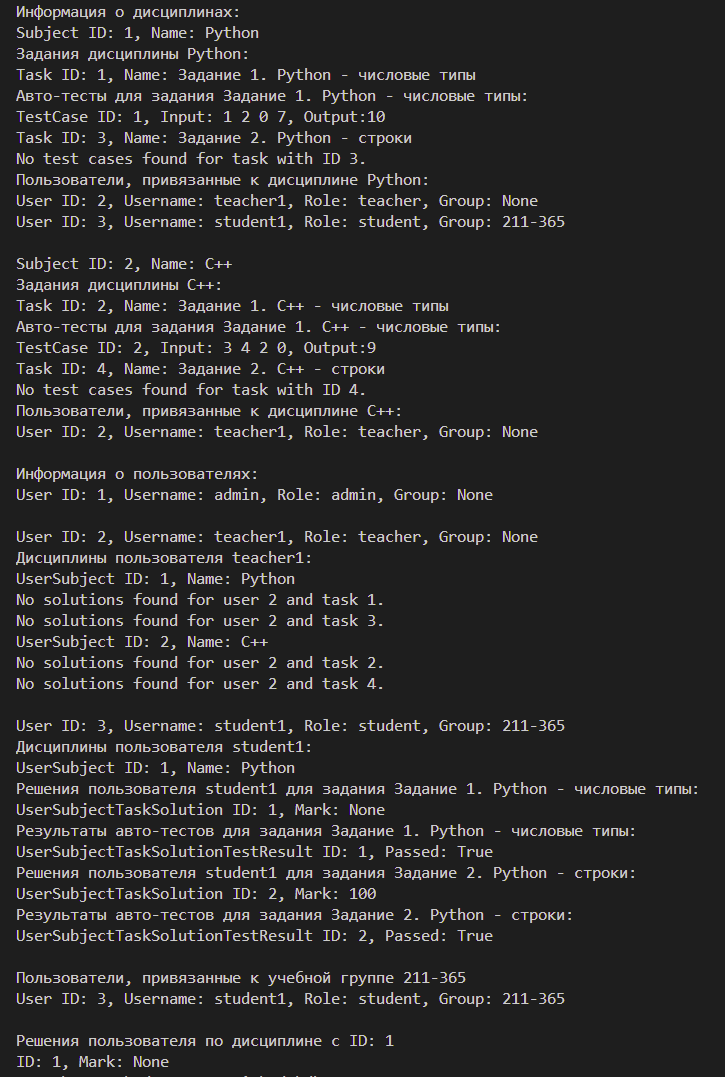 Информация о дисциплинах:
Subject ID: 1, Name: Python
Задания дисциплины Python:
Task ID: 1, Name: Задание 1. Python - числовые типы
Авто-тесты для задания Задание 1. Python - числовые типы:
TestCase ID: 1, Input: 1 2 0 7, Output:10
Task ID: 3, Name: Задание 2. Python - строки
No test cases found for task with ID 3.
Пользователи, привязанные к дисциплине Python:
User ID: 2, Username: teacher1, Role: teacher, Group: None
User ID: 3, Username: student1, Role: student, Group: 211-365
Subject ID: 2, Name: C++
Задания дисциплины C++:
Task ID: 2, Name: Задание 1. C++ - числовые типы
Авто-тесты для задания Задание 1. C++ - числовые типы:
TestCase ID: 2, Input: 3 4 2 0, Output:9
Task ID: 4, Name: Задание 2. C++ - строки
No test cases found for task with ID 4.
Пользователи, привязанные к дисциплине C++:
User ID: 2, Username: teacher1, Role: teacher, Group: None
Информация о пользователях:
User ID: 1, Username: admin, Role: admin, Group: None
User ID: 2, Username: teacher1, Role: teacher, Group: None
Дисциплины пользователя teacher1:
UserSubject ID: 1, Name: Python
No solutions found for user 2 and task 1.
No solutions found for user 2 and task 3.
UserSubject ID: 2, Name: C++
No solutions found for user 2 and task 2.
No solutions found for user 2 and task 4.
User ID: 3, Username: student1, Role: student, Group: 211-365
Дисциплины пользователя student1:
UserSubject ID: 1, Name: Python
Решения пользователя student1 для задания Задание 1. Python - числовые типы:
UserSubjectTaskSolution ID: 1, Mark: None
Результаты авто-тестов для задания Задание 1. Python - числовые типы:
UserSubjectTaskSolutionTestResult ID: 1, Passed: True
Решения пользователя student1 для задания Задание 2. Python - строки:
UserSubjectTaskSolution ID: 2, Mark: 100
Результаты авто-тестов для задания Задание 2. Python - строки:
UserSubjectTaskSolutionTestResult ID: 2, Passed: True
Пользователи, привязанные к учебной группе 211-365
User ID: 3, Username: student1, Role: student, Group: 211-365
Решения пользователя по дисциплине с ID: 1
ID: 1, Mark: None